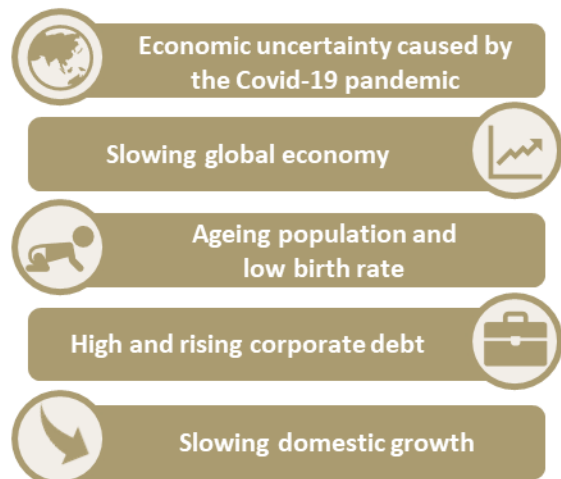 Economic uncertainty caused by
the Covid-19 pandemic
Slowing global economy
Ageing population and
low birth rate
High and rising corporate debt
Slowing domestic growth